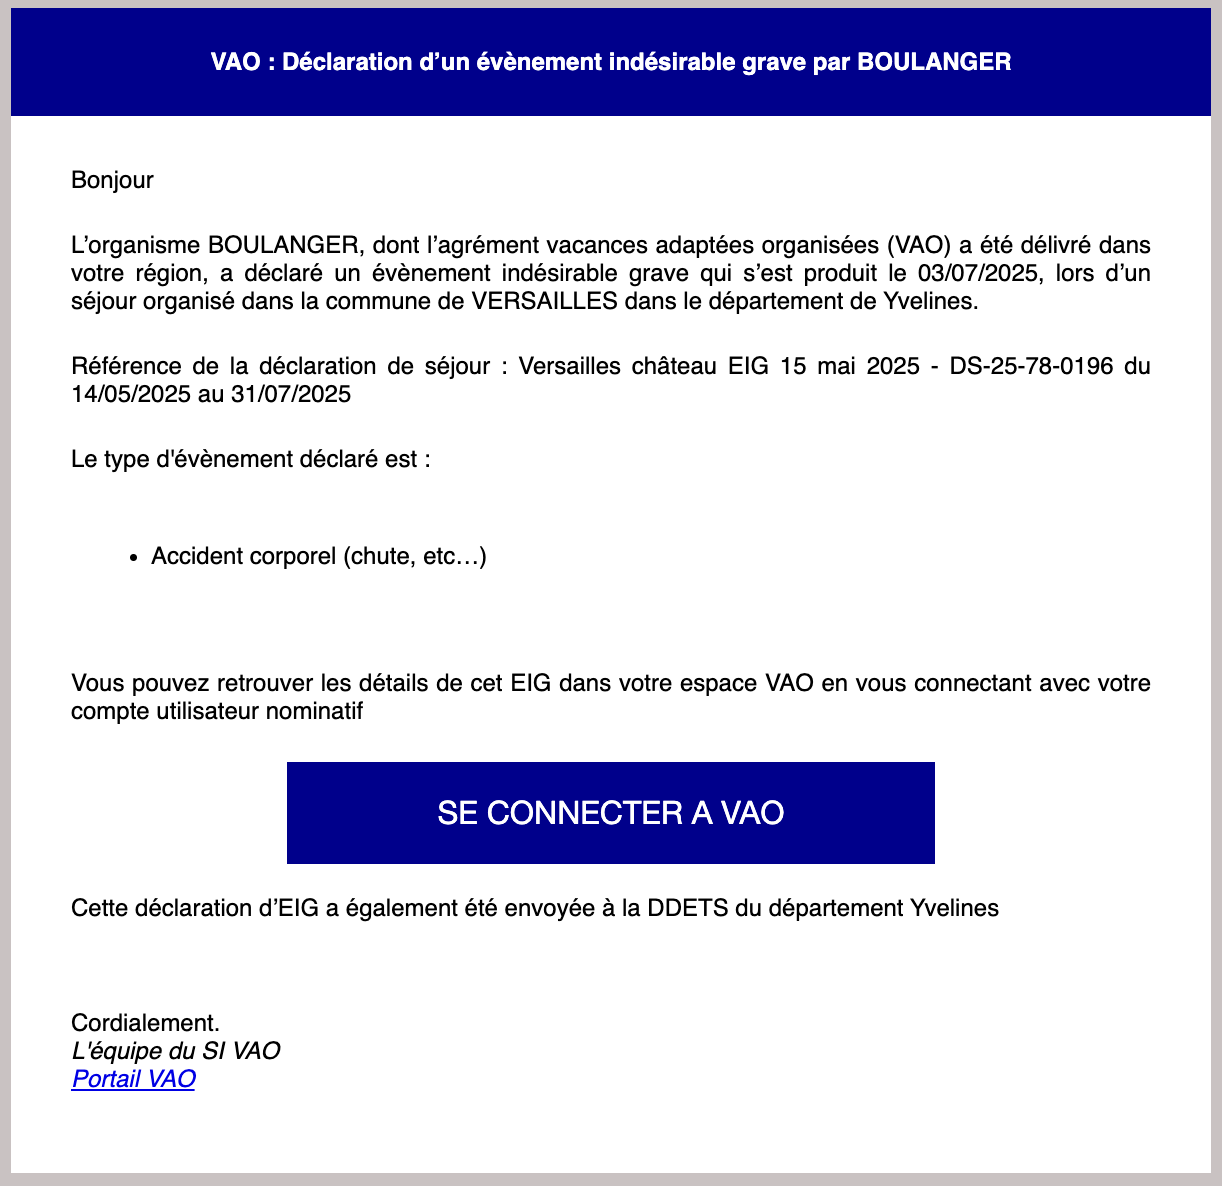 VAO : Déclaration d’un évènement indésirable grave par BOULANGER
Bonjour
L’organisme BOULANGER, dont l’agrément vacances adaptées organisées (VAO) a été délivré dans
votre région, a déclaré un évènement indésirable grave qui s’est produit le 03/07/2025, lors d’un
séjour organisé dans la commune de VERSAILLES dans le département de Yvelines.
Référence de la déclaration de séjour : Versailles château EIG 15 mai 2025 - DS-25-78-0196 du
14/05/2025 au 31/07/2025
Le type d'évènement déclaré est :
• Accident corporel (chute, etc…)
Vous pouvez retrouver les détails de cet EIG dans votre espace VAO en vous connectant avec votre
compte utilisateur nominatif
SE CONNECTER A VAO
Cette déclaration d’EIG a également été envoyée à la DDETS du département Yvelines
Cordialement.
L'équipe du SI VAO
Portail VAO